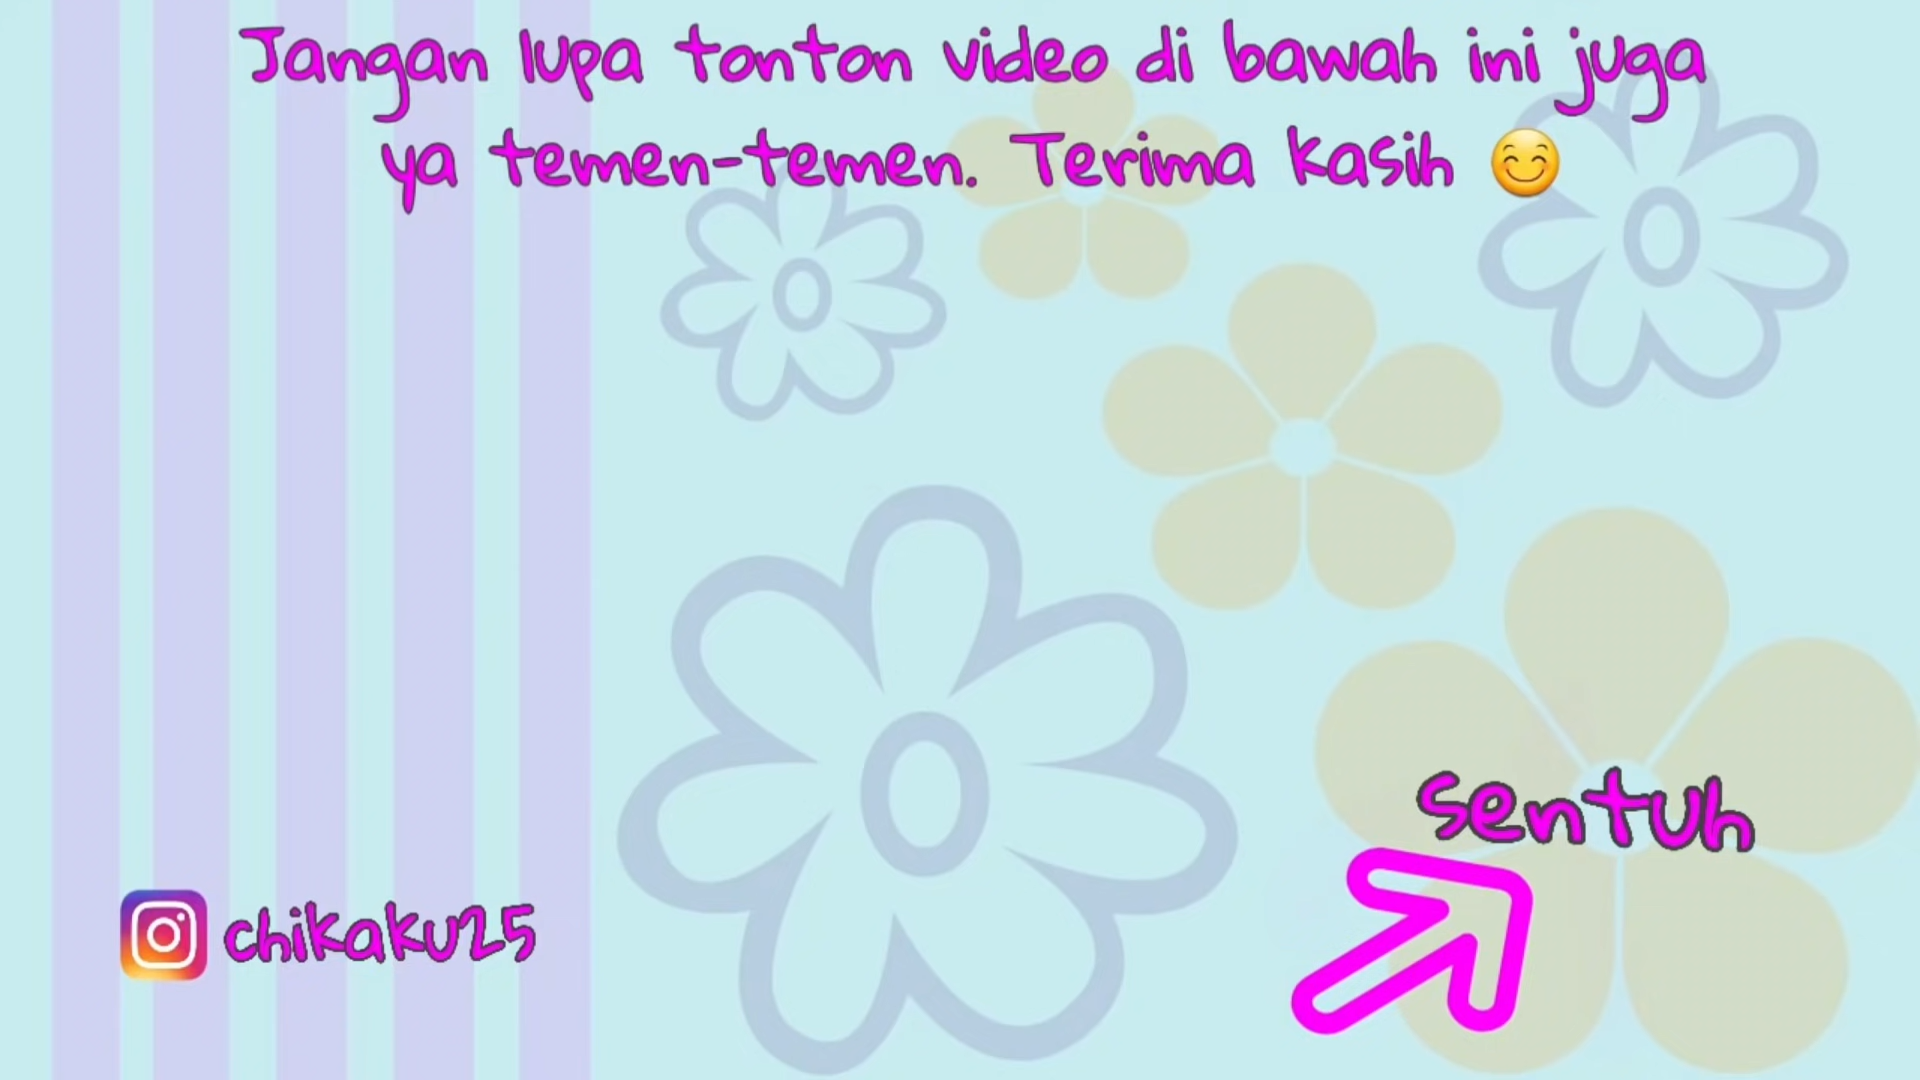 Jangan lupa tonton video di bawah ini juga
ya temen-temen. Terima kasih 😊
sentuh
chikaku25